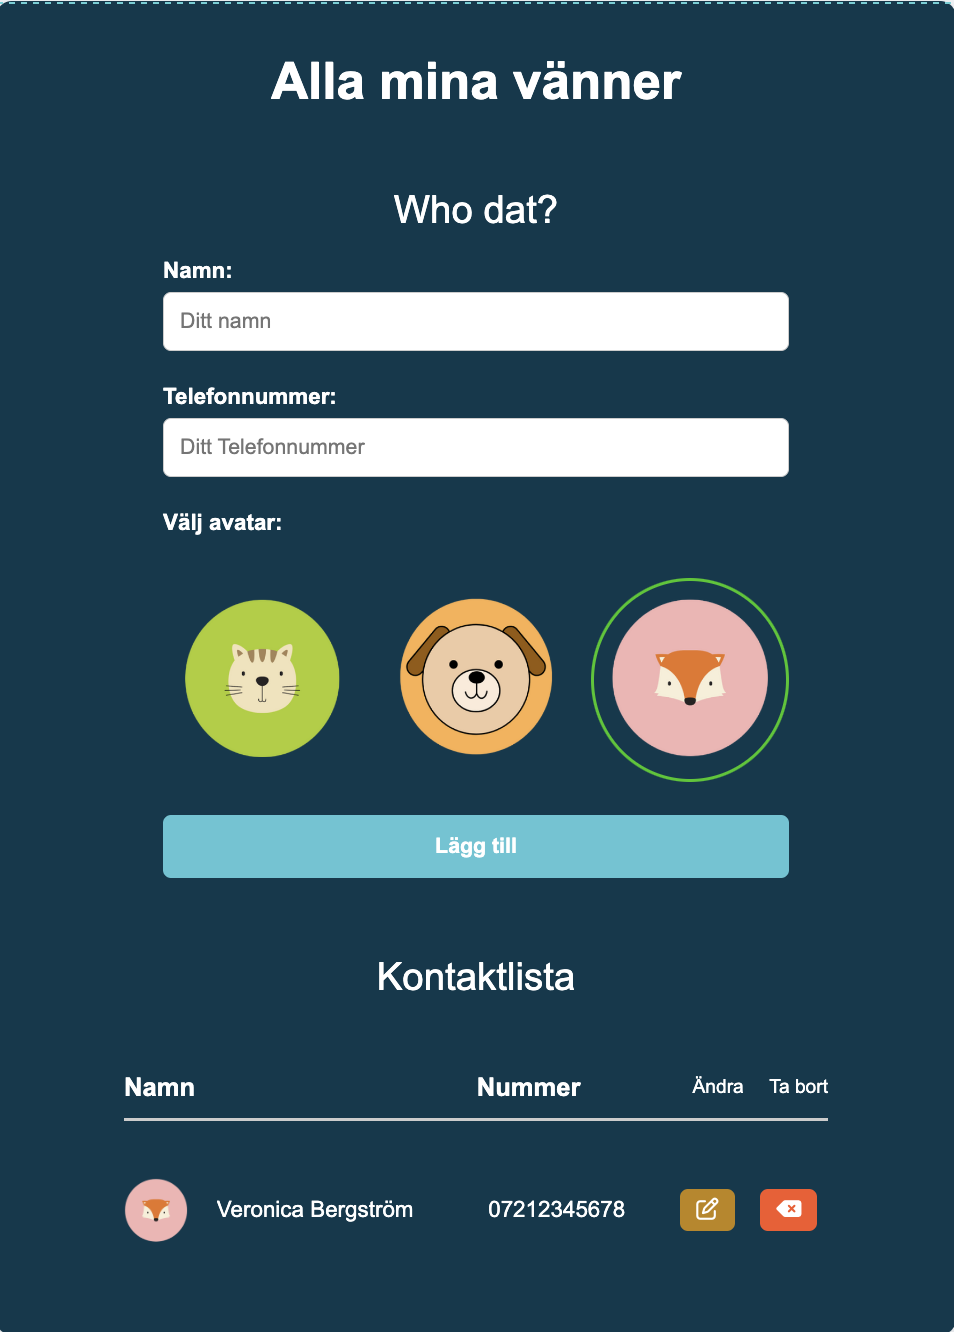 Alla mina vänner
Who dat?
Namn:
Ditt namn
Telefonnummer:
Ditt Telefonnummer
Välj avatar:
Lägg till
Kontaktlista
Namn Nummer Ändra Ta bort
Veronica Bergström 07212345678